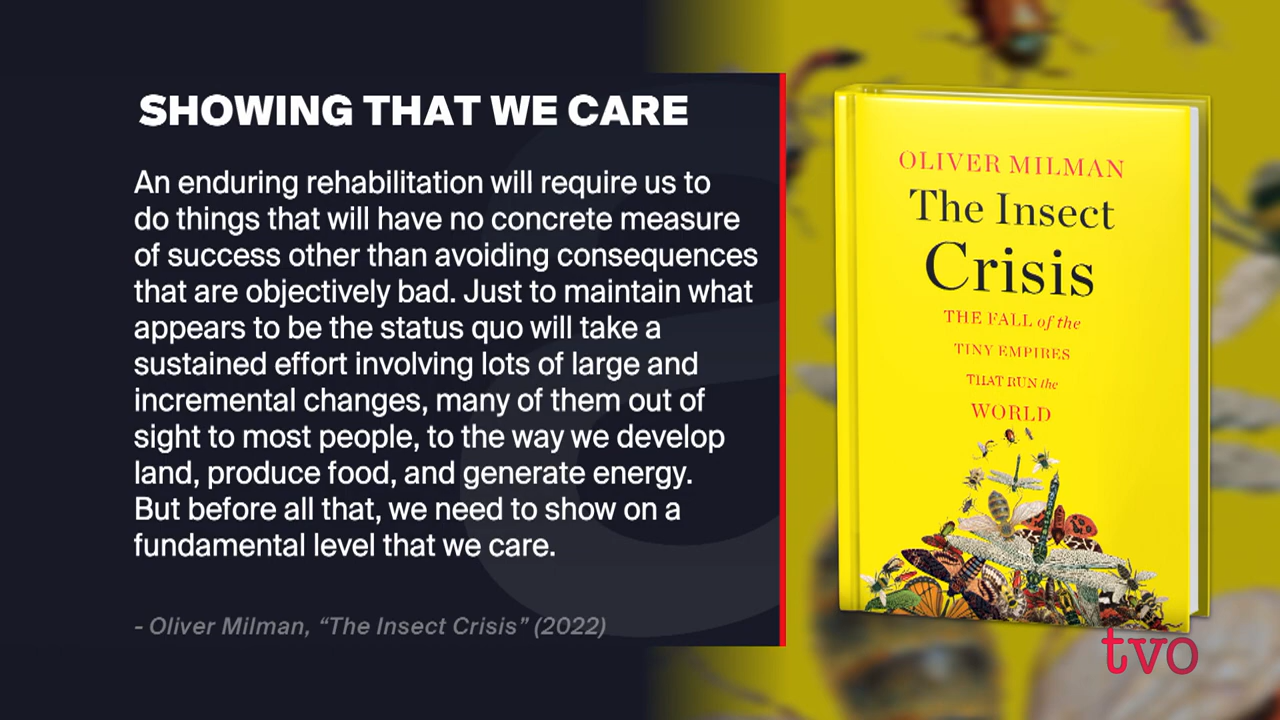 SHOWING THAT WE CARE
An enduring rehabilitation will require us to
do things that will have no concrete measure
of success other than avoiding consequences
that are objectively bad. Just to maintain what
appears to be the status quo will take a
sustained effort involving lots of large and
incremental changes, many of them out of
sight to most people, to the way we develop
land, produce food, and generate energy.
But before all that, we need to show on a
fundamental level that we care.
- Oliver Milman, “The Insect Crisis” (2022)
OLIVER MILMAN
The Insect
Crisis
THE FALL of the
TINY EMPIRES
THAT RUN the
WORLD
tvo